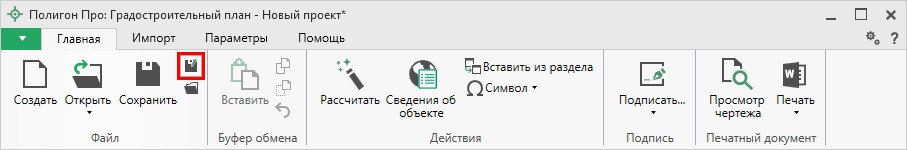 Полигон Про: Градостроительный план - Новый проект*
Главная Импорт Параметры Помощь ?
Создать Открыть Сохранить
Вставить
Рассчитать Сведения об объекте
Вставить из раздела
Ω Символ
Подписать...
Просмотр чертежа
W Печать
Файл Буфер обмена Действия Подпись Печатный документ